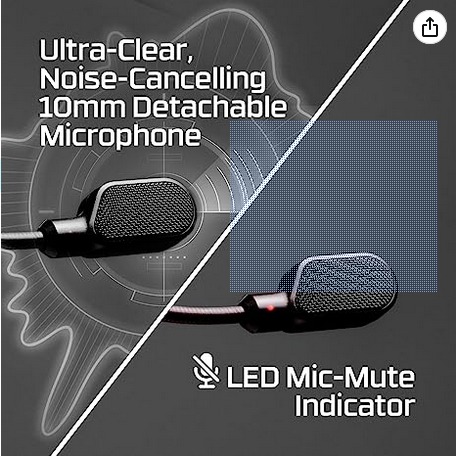 Ultra-Clear,
Noise-Cancelling
10mm Detachable
Microphone
LED Mic-Mute
Indicator